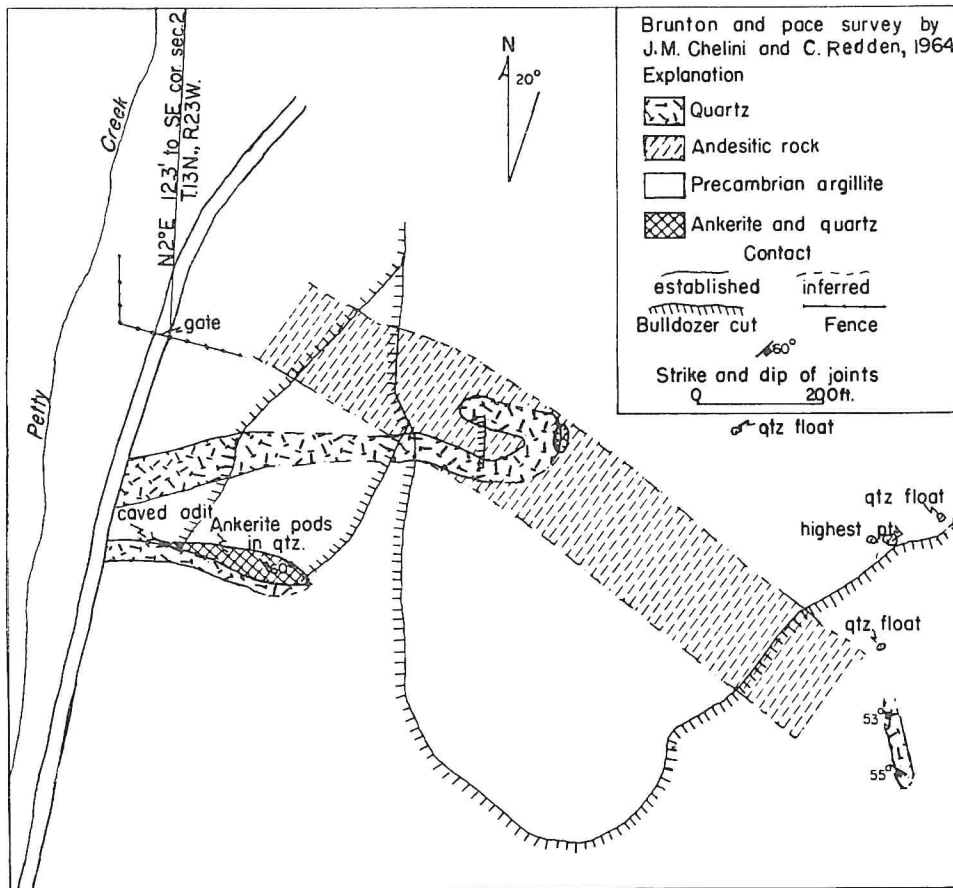 Brunton and pace survey by
J.M. Chelini and C. Redden, 1964
Explanation
Quartz
Andesitic rock
Precambrian argillite
Ankerite and quartz
Contact
established
inferred
Bulldozer cut
Fence
60°
Strike and dip of joints
0 200ft.
N
20°
Creek
Petty
N2°E 123' to SE cor. sec. 2
T.13N., R23W.
gate
caved adit
Ankerite pods
in qtz.
60
qtz float
qtz float
highest pt.
qtz float
53°
55°